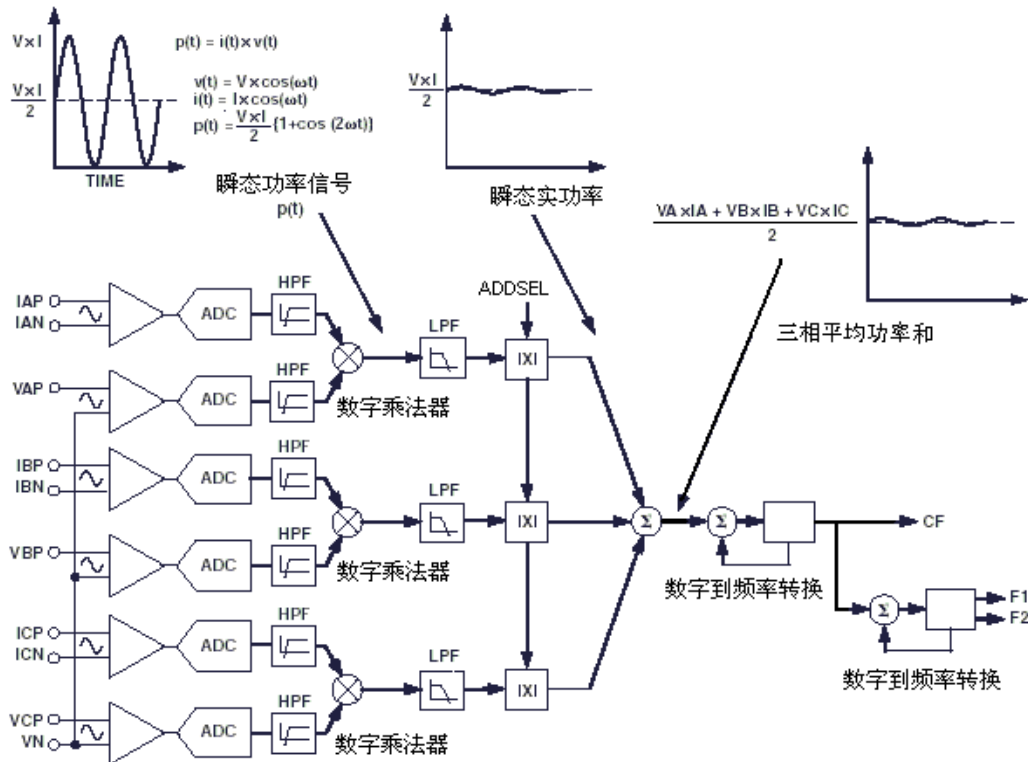 V×I
p(t) = i(t)×v(t)
V×I
2
v(t) = V×cos(ωt)
i(t) = I×cos(ωt)
p(t) = V×I/2 {1+cos (2ωt)}
TIME
V×I
2
瞬态功率信号
p(t)
瞬态实功率
VA×IA + VB×IB + VC×IC
2
三相平均功率和
IAP
IAN
ADC
HPF
LPF
ADDSEL
|X|
VAP
ADC
HPF
数字乘法器
IBP
IBN
ADC
HPF
LPF
|X|
Σ
Σ
CF
VBP
ADC
HPF
数字乘法器
数字到频率转换
Σ
F1
F2
ICP
ICN
ADC
HPF
LPF
|X|
数字到频率转换
VCP
VN
ADC
HPF
数字乘法器